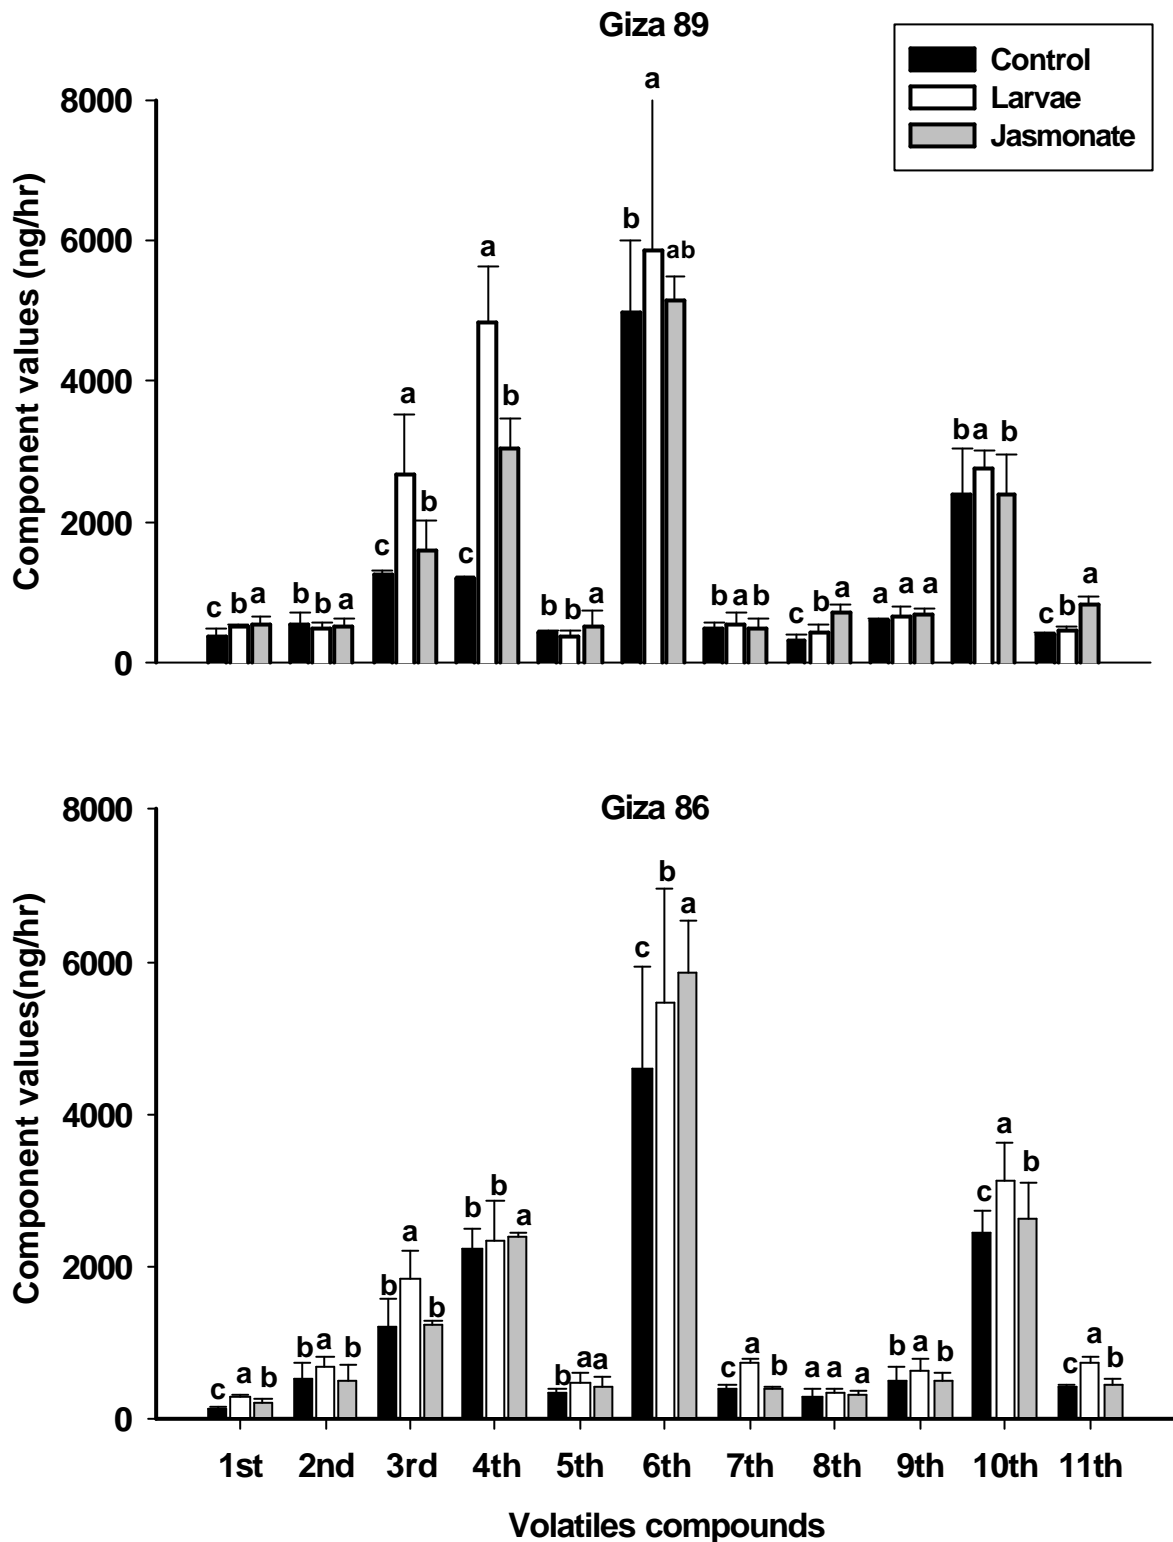 Giza 89
Control
Larvae
Jasmonate
Component values (ng/hr)
8000
6000
4000
2000
0
c b a
b b a
c a b
c a b
b b a
b a ab
b a b
c b a
a a a
b a b
c b a
Giza 86
Component values(ng/hr)
8000
6000
4000
2000
0
c a b
b a b
b a b
b b a
b a a
c b a
c a b
a a a
b a b
c a b
c a b
1st 2nd 3rd 4th 5th 6th 7th 8th 9th 10th 11th
Volatiles compounds